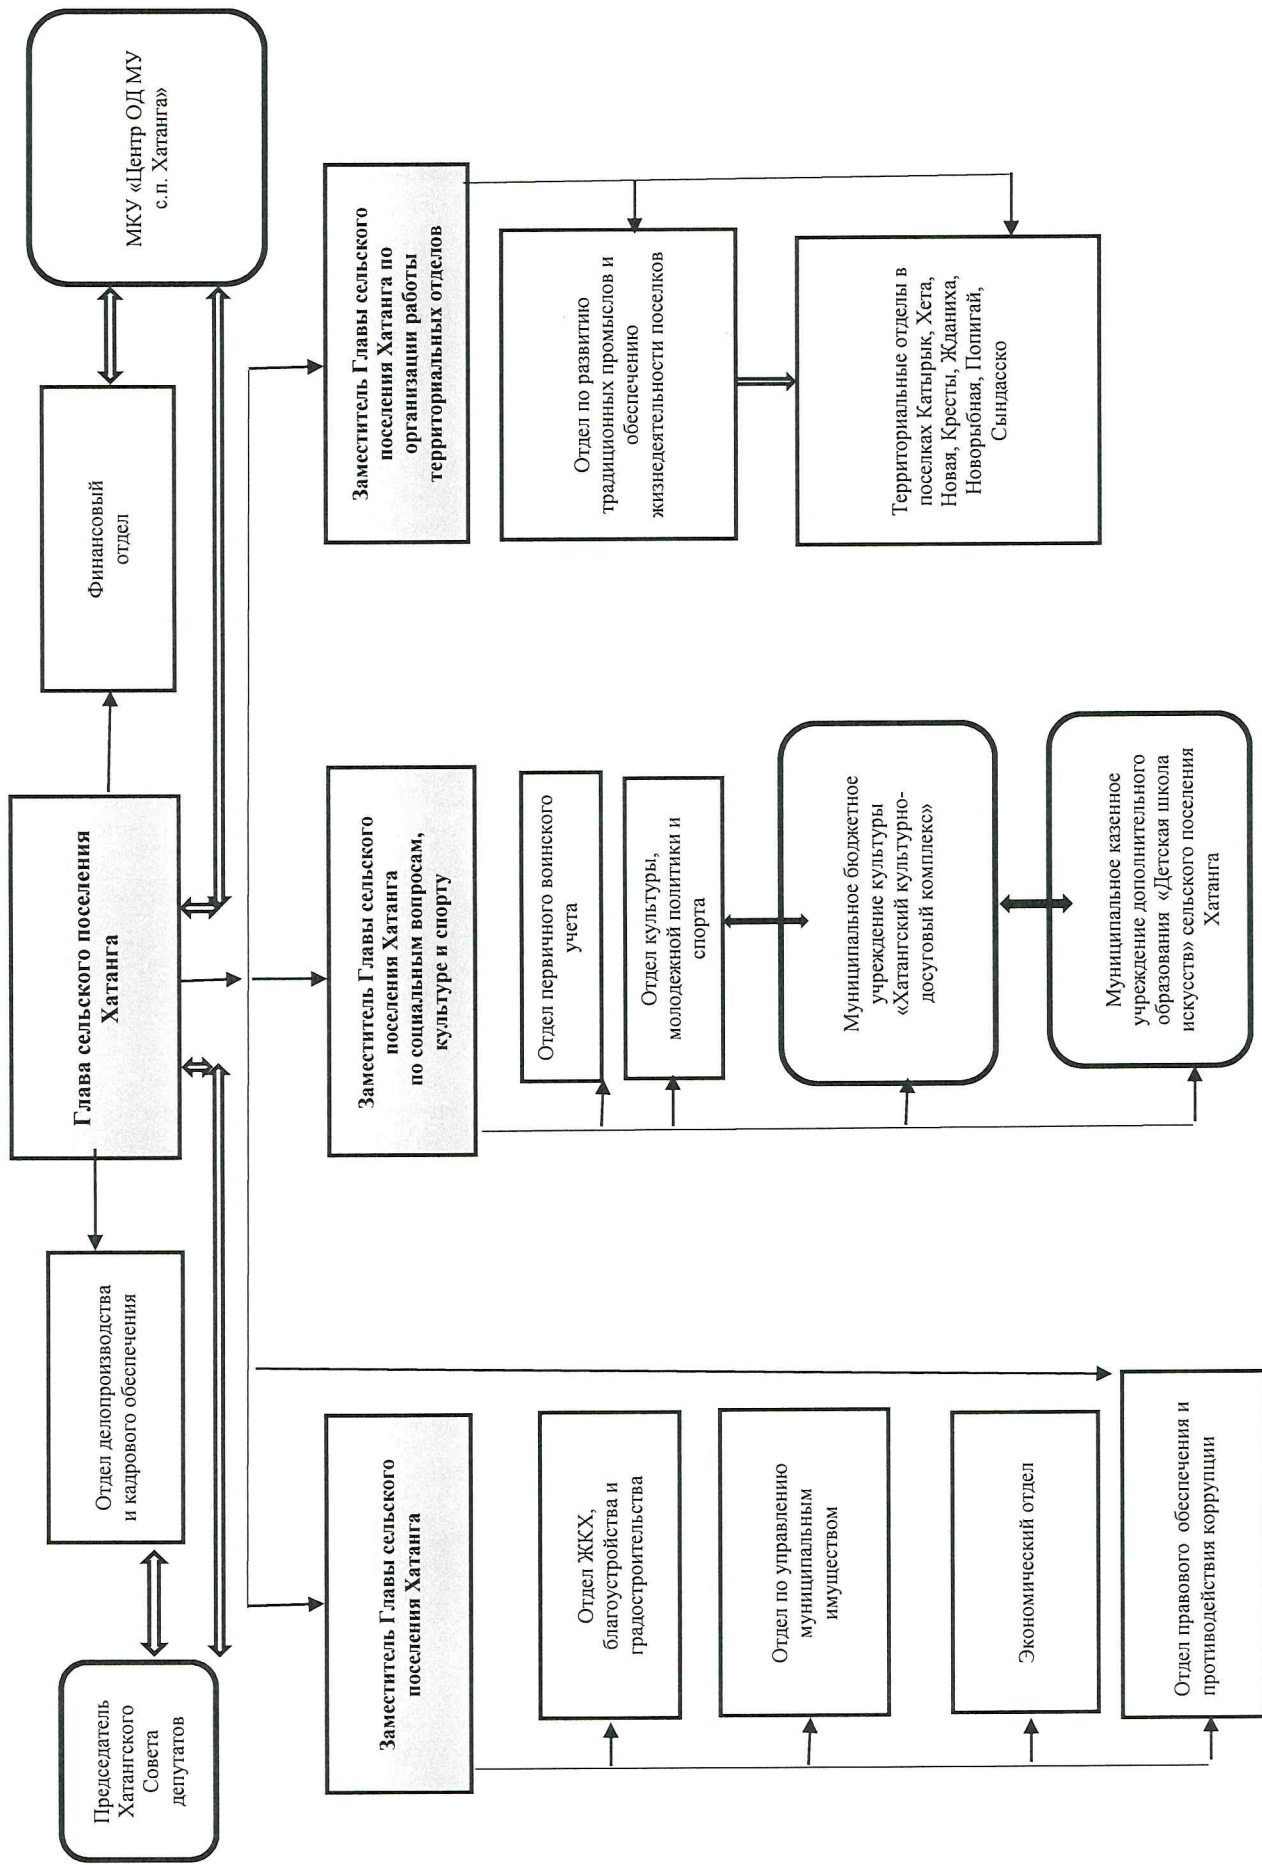 Председатель
Хатангского
Совета
депутатов
Отдел делопроизводства
и кадрового обеспечения
Глава сельского поселения
Хатанга
Финансовый
отдел
МКУ «Центр ОД МУ
с.п. Хатанга»
Заместитель Главы сельского
поселения Хатанга
Отдел ЖКХ,
благоустройства и
градостроительства
Отдел по управлению
муниципальным
имуществом
Экономический отдел
Отдел правового обеспечения и
противодействия коррупции
Заместитель Главы сельского
поселения Хатанга
по социальным вопросам,
культуре и спорту
Отдел первичного воинского
учета
Отдел культуры,
молодежной политики и
спорта
Муниципальное бюджетное
учреждение культуры
«Хатангский культурно-
досуговый комплекс»
Муниципальное казенное
учреждение дополнительного
образования «Детская школа
искусств» сельского поселения
Хатанга
Заместитель Главы сельского
поселения Хатанга по
организации работы
территориальных отделов
Отдел по развитию
традиционных промыслов и
обеспечению
жизнедеятельности поселков
Территориальные отделы в
поселках Катырык, Хета,
Новая, Кресты, Жданиха,
Новорыбная, Попигай,
Сындасско